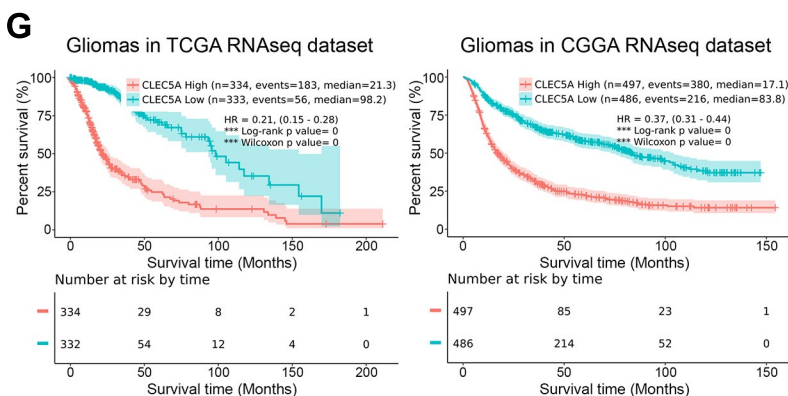 G
Gliomas in TCGA RNAseq dataset
Percent survival (%)
100
75
50
25
0
CLEC5A High (n=334, events=183, median=21.3)
CLEC5A Low (n=333, events=56, median=98.2)
HR = 0.21, (0.15 - 0.28)
*** Log-rank p value= 0
*** Wilcoxon p value= 0
0 50 100 150 200
Survival time (Months)
Number at risk by time
334 29 8 2 1
332 54 12 4 0
0 50 100 150 200
Survival time (Months)
Gliomas in CGGA RNAseq dataset
Percent survival (%)
100
75
50
25
0
CLEC5A High (n=497, events=380, median=17.1)
CLEC5A Low (n=486, events=216, median=83.8)
HR = 0.37, (0.31 - 0.44)
*** Log-rank p value= 0
*** Wilcoxon p value= 0
0 50 100 150
Survival time (Months)
Number at risk by time
497 85 23 1
486 214 52 0
0 50 100 150
Survival time (Months)